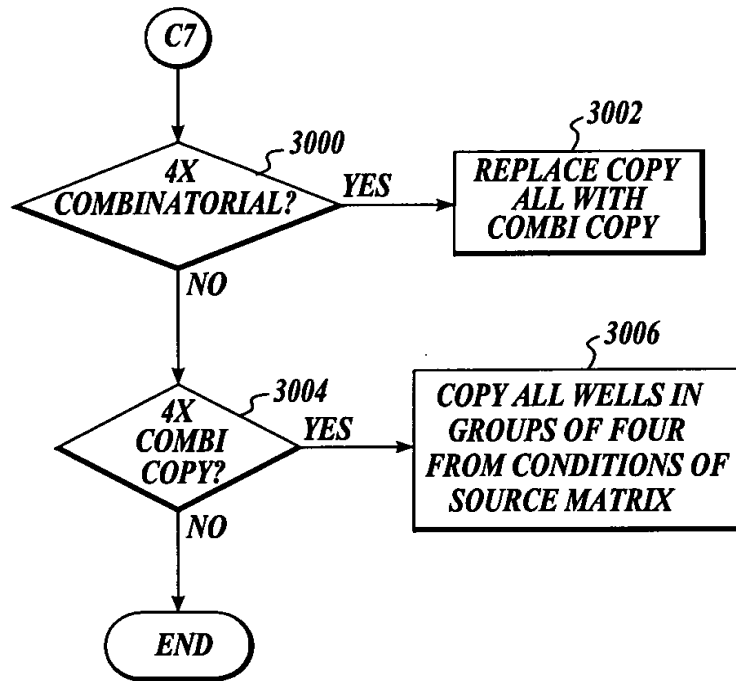 C7
3000
4X
COMBINATORIAL?
YES
3002
REPLACE COPY
ALL WITH
COMBI COPY
NO
3004
4X
COMBI
COPY?
YES
3006
COPY ALL WELLS IN
GROUPS OF FOUR
FROM CONDITIONS OF
SOURCE MATRIX
NO
END